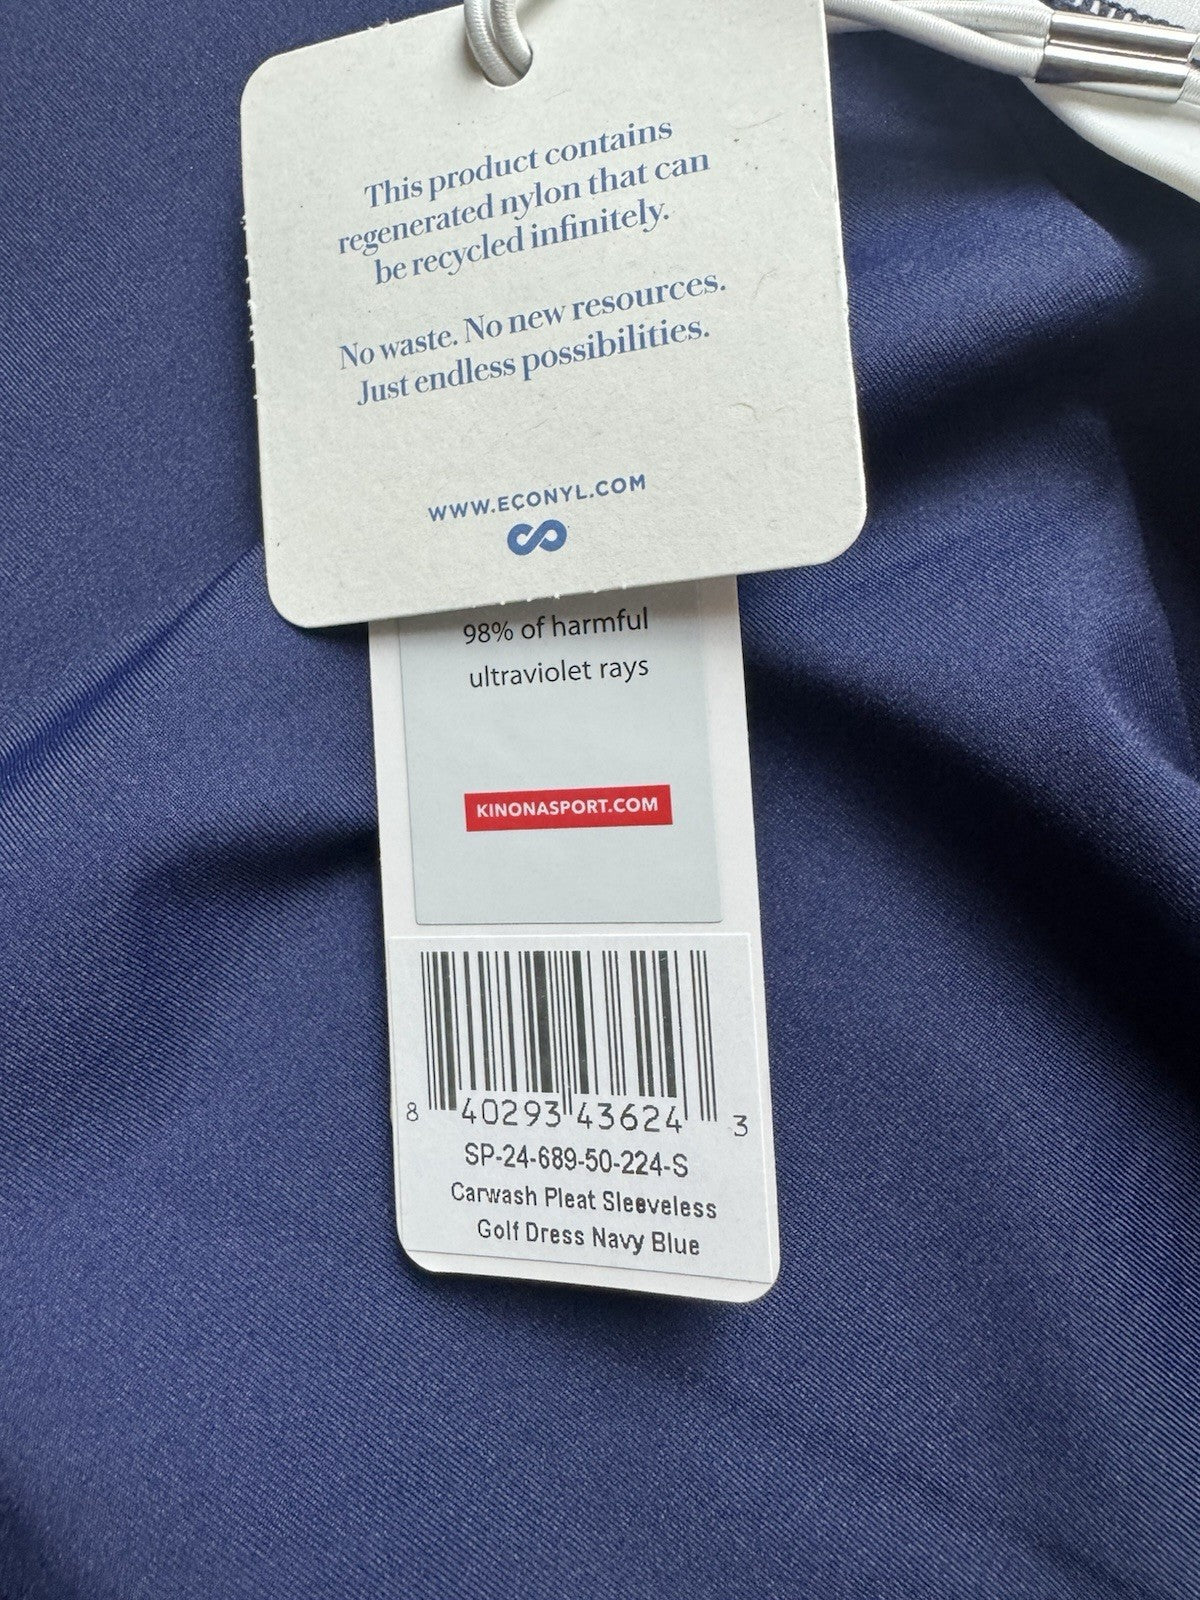 This product contains
regenerated nylon that can
be recycled infinitely.
No waste. No new resources.
Just endless possibilities.
WWW.ECONYL.COM
98% of harmful
ultraviolet rays
KINONASPORT.COM
8 40293 43624 3
SP-24-689-50-224-S
Carwash Pleat Sleeveless
Golf Dress Navy Blue